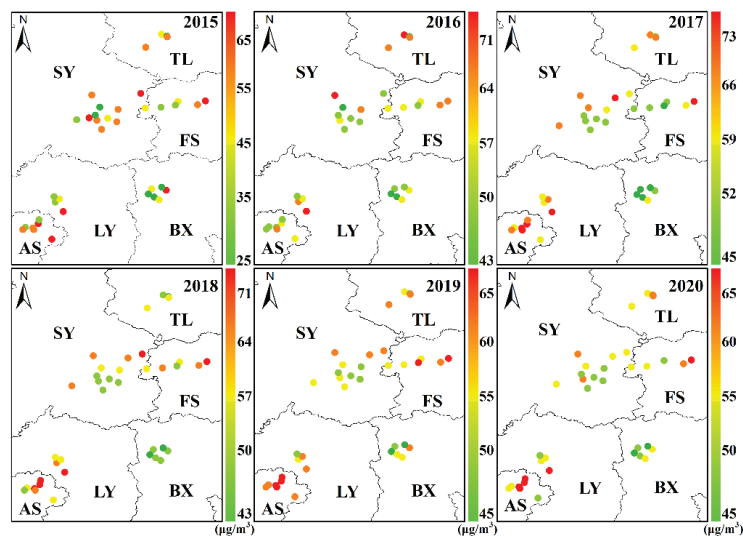 N
2015
65
TL
SY
55
45
FS
35
LY
BX
AS
25
N
2016
71
TL
SY
64
57
FS
50
LY
BX
AS
43
N
2017
73
TL
SY
66
59
FS
52
LY
BX
AS
45
N
2018
71
TL
SY
64
57
FS
50
LY
BX
AS
43
(μg/m³)
N
2019
65
TL
SY
60
55
FS
50
LY
BX
AS
45
(μg/m³)
N
2020
65
TL
SY
60
55
FS
50
LY
BX
AS
45
(μg/m³)